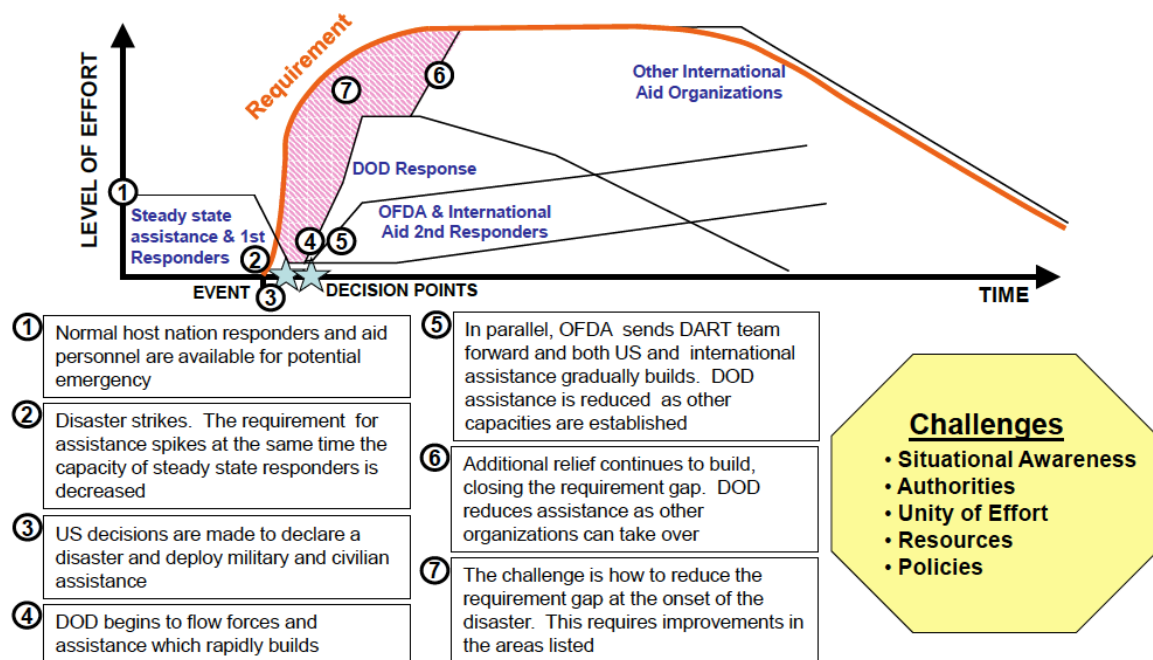 LEVEL OF EFFORT
Requirement
7
6
Other International
Aid Organizations
1
DOD Response
Steady state
assistance & 1st
Responders
OFDA & International
Aid 2nd Responders
4
5
2
EVENT
3
DECISION POINTS
TIME
1
Normal host nation responders and aid
personnel are available for potential
emergency
2
Disaster strikes. The requirement for
assistance spikes at the same time the
capacity of steady state responders is
decreased
3
US decisions are made to declare a
disaster and deploy military and civilian
assistance
4
DOD begins to flow forces and
assistance which rapidly builds
5
In parallel, OFDA sends DART team
forward and both US and international
assistance gradually builds. DOD
assistance is reduced as other
capacities are established
6
Additional relief continues to build,
closing the requirement gap. DOD
reduces assistance as other
organizations can take over
7
The challenge is how to reduce the
requirement gap at the onset of the
disaster. This requires improvements in
the areas listed
Challenges
• Situational Awareness
• Authorities
• Unity of Effort
• Resources
• Policies